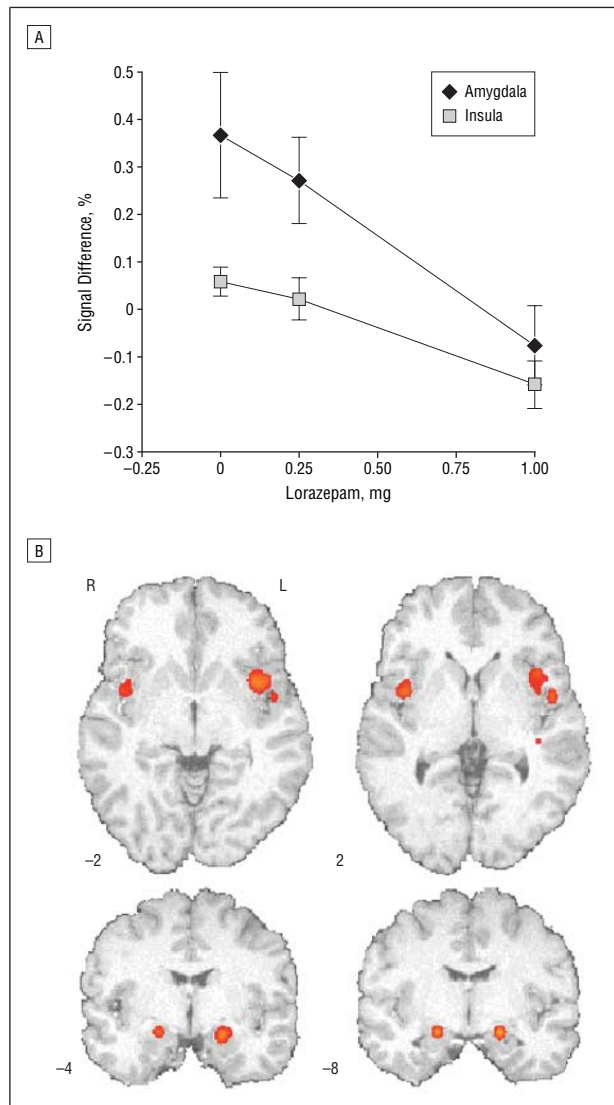 A
0.5
0.4
0.3
0.2
0.1
0
−0.1
−0.2
−0.3
Signal Difference, %
Amygdala
Insula
−0.25 0 0.25 0.50 0.75 1.00
Lorazepam, mg
B
R L
−2 2
−4 −8